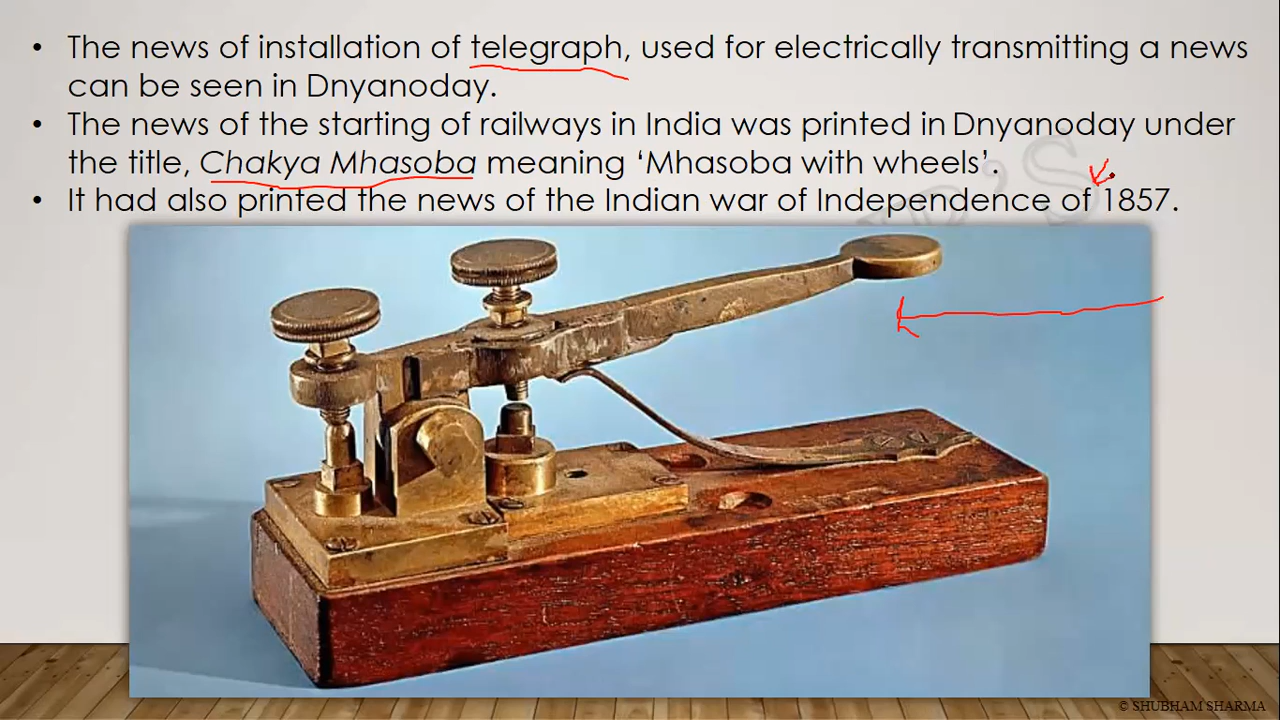 • The news of installation of telegraph, used for electrically transmitting a news
can be seen in Dnyanoday.
• The news of the starting of railways in India was printed in Dnyanoday under
the title, Chakya Mhasoba meaning ‘Mhasoba with wheels’.
• It had also printed the news of the Indian war of Independence of 1857.
© SHUBHAM SHARMA